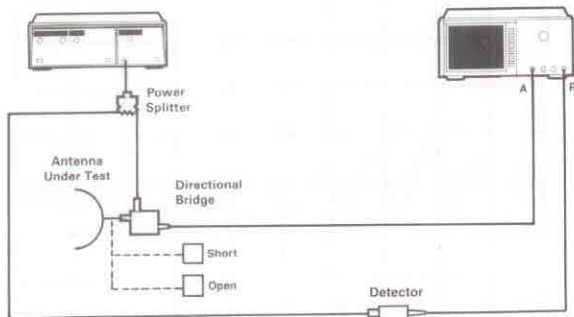 Power
Splitter
A
R
Antenna
Under Test
Directional
Bridge
Short
Open
Detector